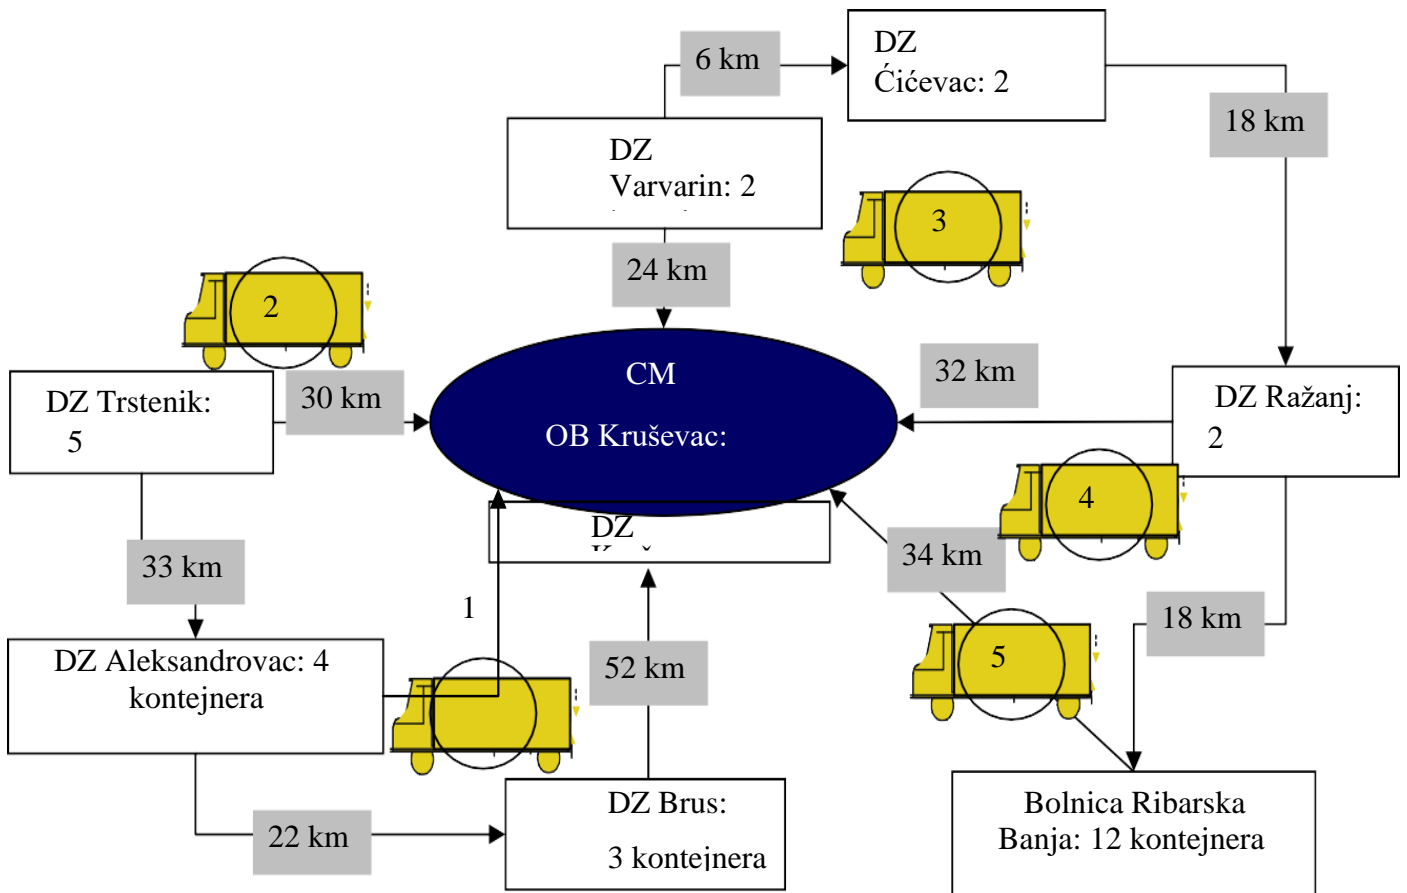 6 km
DZ
Ćićevac: 2
18 km
DZ
Varvarin: 2
3
24 km
2
CM
OB Kruševac:
32 km
DZ Trstenik:
5
30 km
DZ Ražanj:
2
4
DZ
34 km
33 km
1
18 km
5
DZ Aleksandrovac: 4
kontejnera
52 km
22 km
DZ Brus:
3 kontejnera
Bolnica Ribarska
Banja: 12 kontejnera